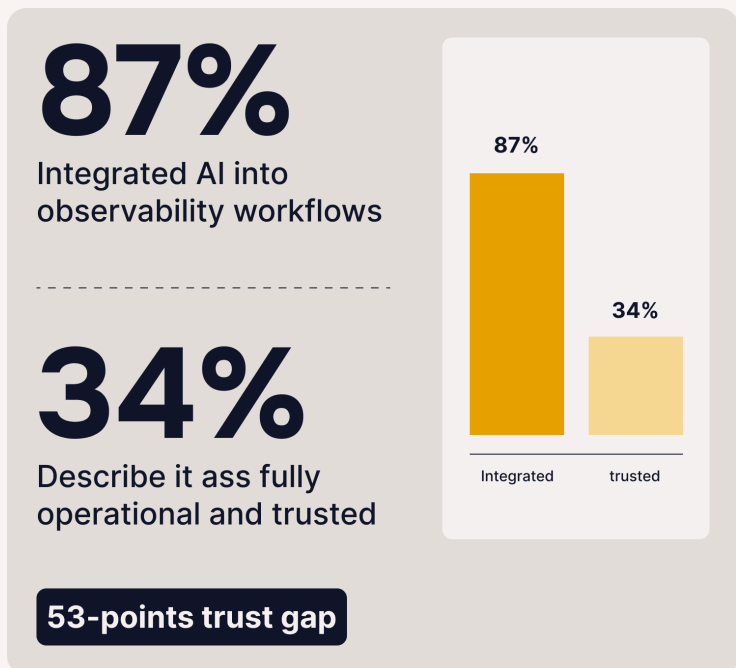 87%
Integrated AI into
observability workflows
34%
Describe it ass fully
operational and trusted
53-points trust gap
87%
34%
Integrated
trusted